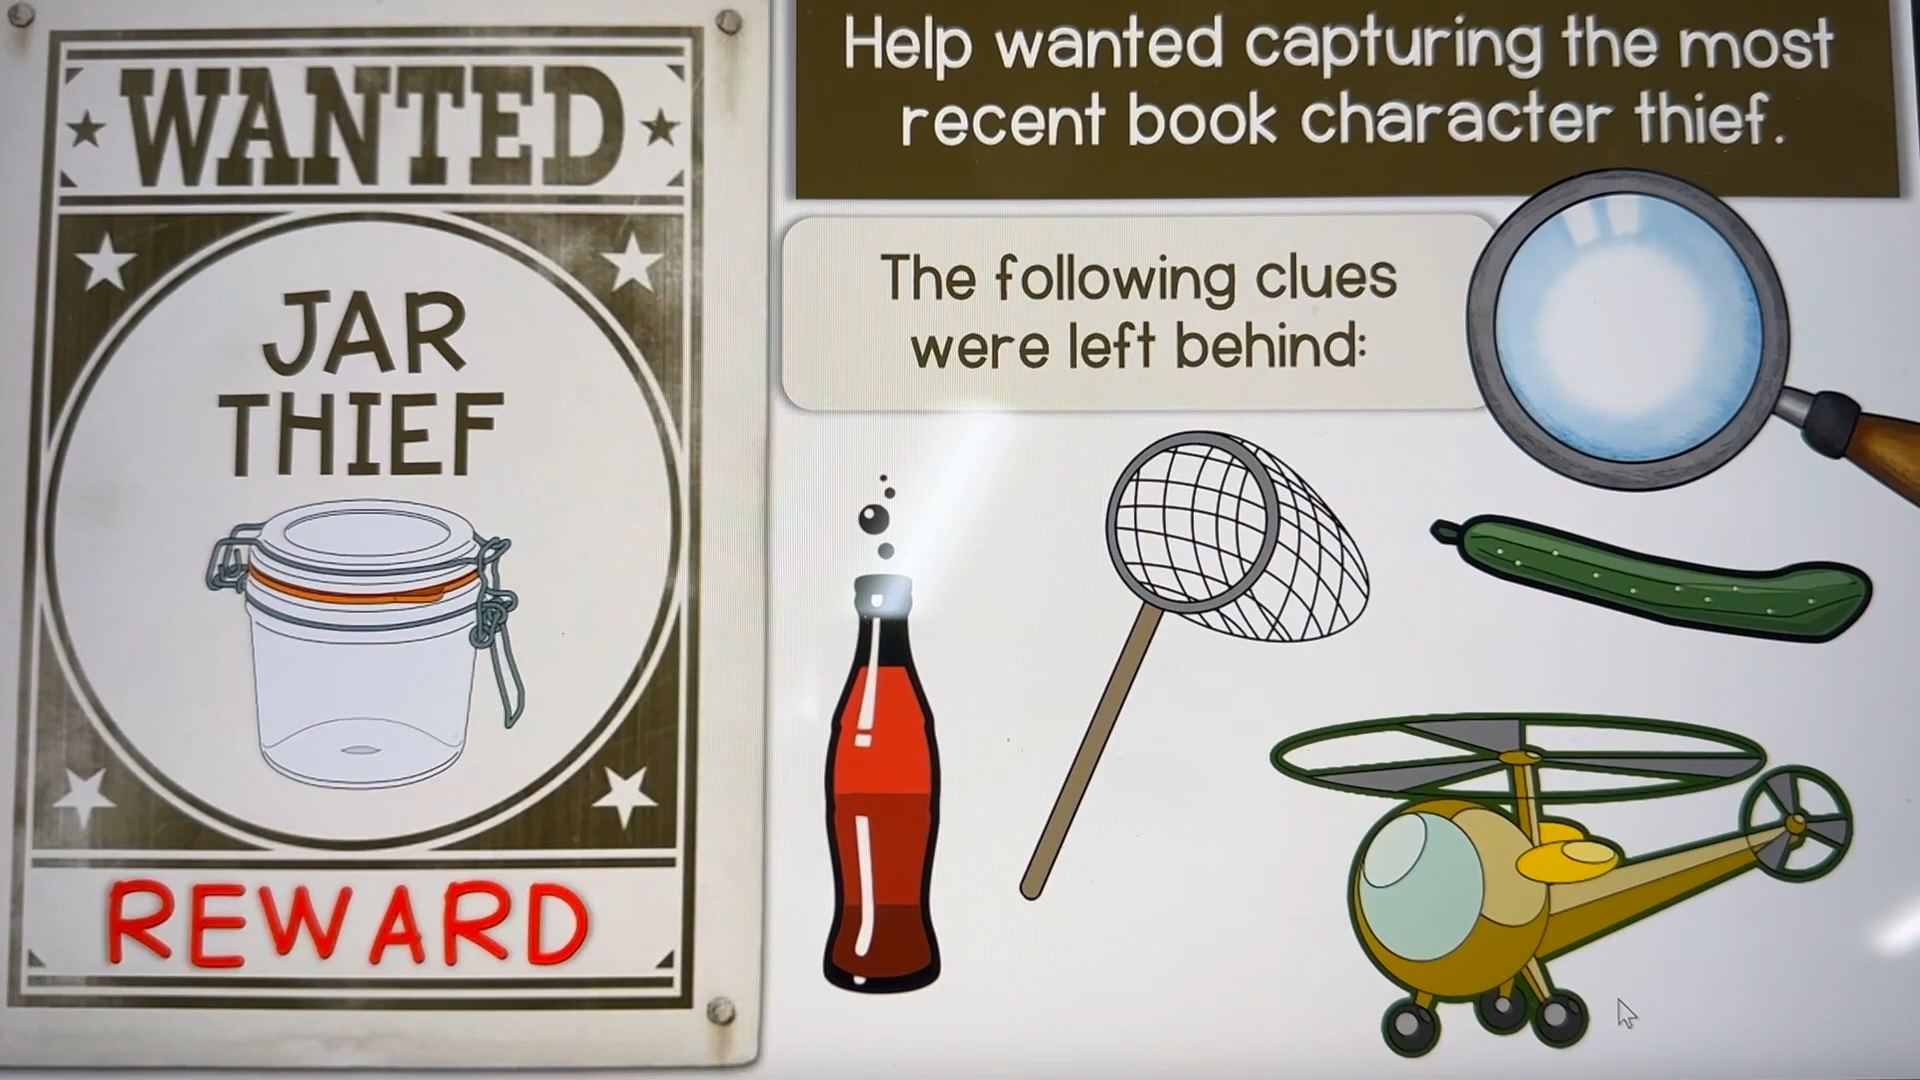 WANTED
JAR
THIEF
REWARD
Help wanted capturing the most
recent book character thief.
The following clues
were left behind: